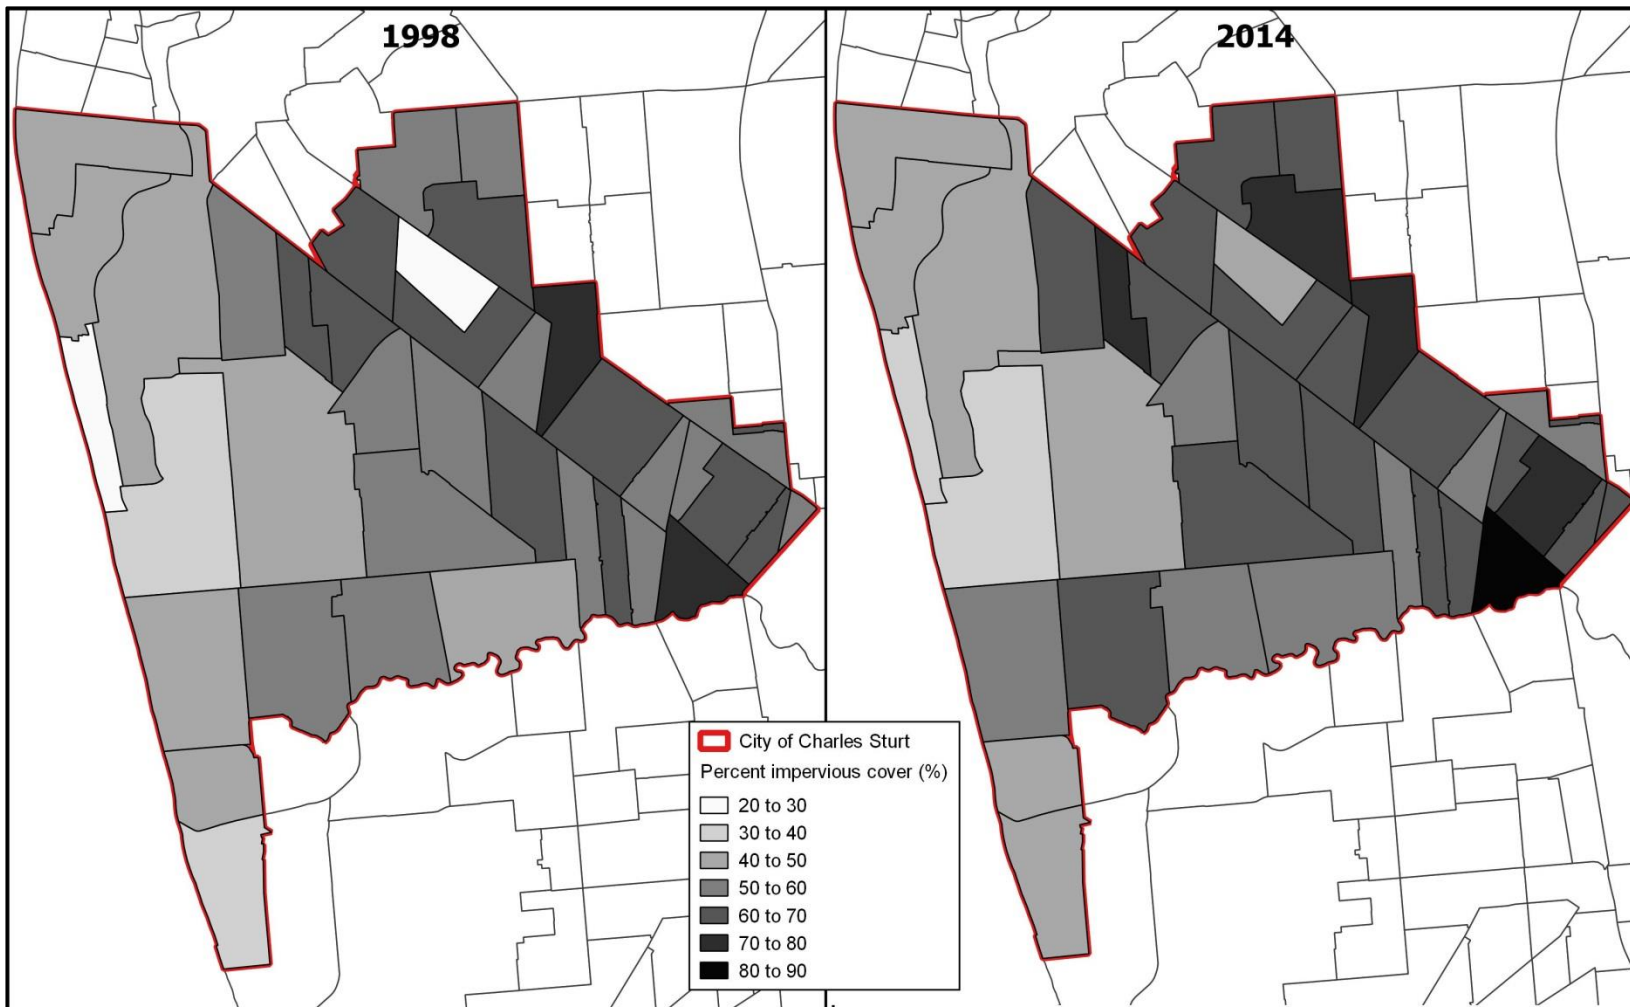 1998
2014
City of Charles Sturt
Percent impervious cover (%)
20 to 30
30 to 40
40 to 50
50 to 60
60 to 70
70 to 80
80 to 90